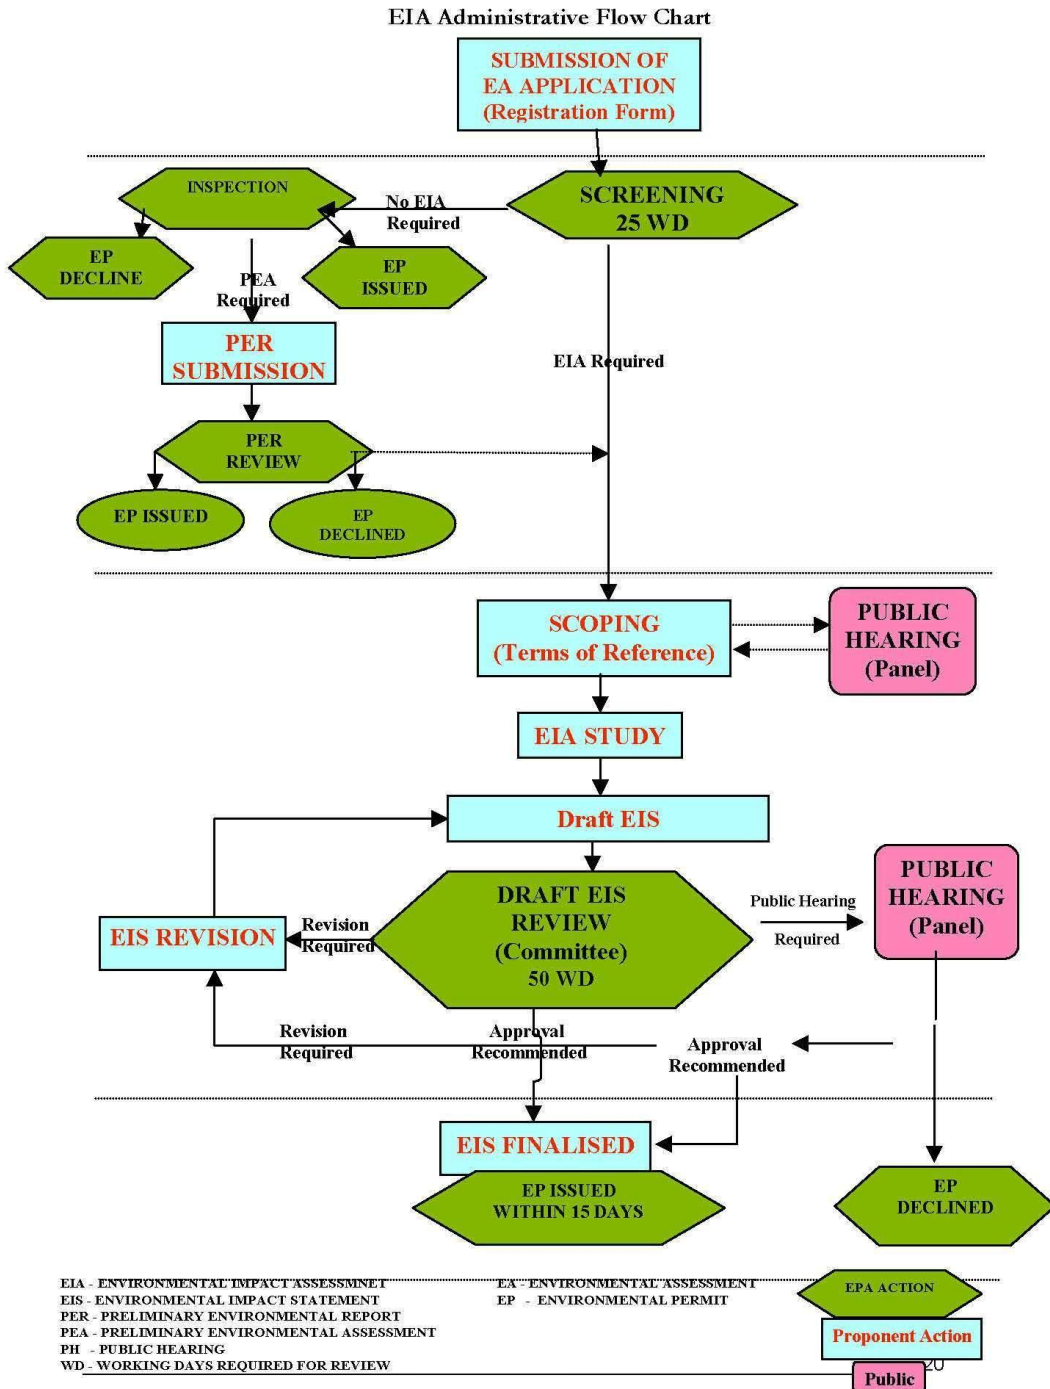 EIA Administrative Flow Chart
SUBMISSION OF
EA APPLICATION
(Registration Form)
INSPECTION
No EIA
Required
SCREENING
25 WD
EP
DECLINE
EP
ISSUED
PEA
Required
PER
SUBMISSION
EIA Required
PER
REVIEW
EP ISSUED
EP
DECLINED
SCOPING
(Terms of Reference)
PUBLIC
HEARING
(Panel)
EIA STUDY
Draft EIS
DRAFT EIS
REVIEW
(Committee)
50 WD
Revision
Required
EIS REVISION
Public Hearing
Required
PUBLIC
HEARING
(Panel)
Revision
Required
Approval
Recommended
Approval
Recommended
EIS FINALISED
EP ISSUED
WITHIN 15 DAYS
EP
DECLINED
EIA - ENVIRONMENTAL IMPACT ASSESSMNET
EIS - ENVIRONMENTAL IMPACT STATEMENT
PER - PRELIMINARY ENVIRONMENTAL REPORT
PEA - PRELIMINARY ENVIRONMENTAL ASSESSMENT
PH - PUBLIC HEARING
WD - WORKING DAYS REQUIRED FOR REVIEW
EA - ENVIRONMENTAL ASSESSMENT
EP - ENVIRONMENTAL PERMIT
EPA ACTION
Proponent Action
20
Public